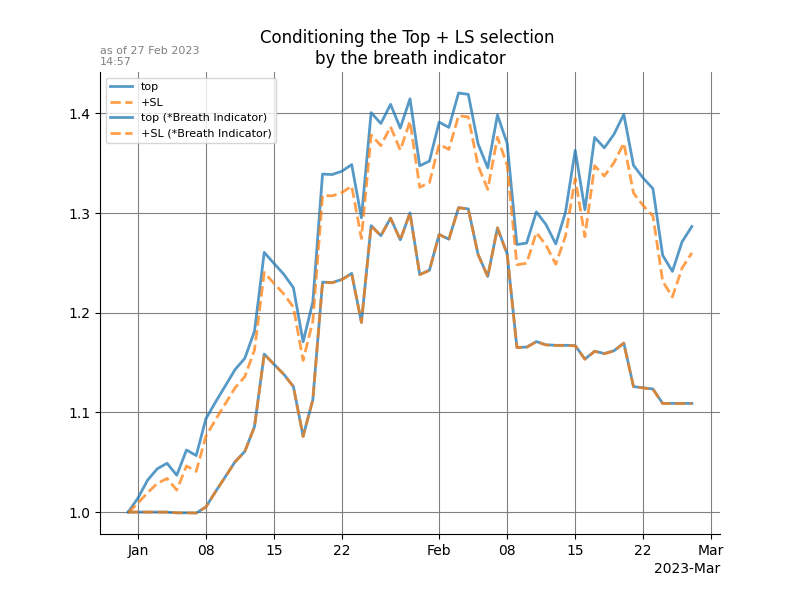 Conditioning the Top + LS selection
by the breath indicator
as of 27 Feb 2023
14:57
top
+SL
top (*Breath Indicator)
+SL (*Breath Indicator)
1.4
1.3
1.2
1.1
1.0
Jan 08 15 22 Feb 08 15 22 Mar
2023-Mar